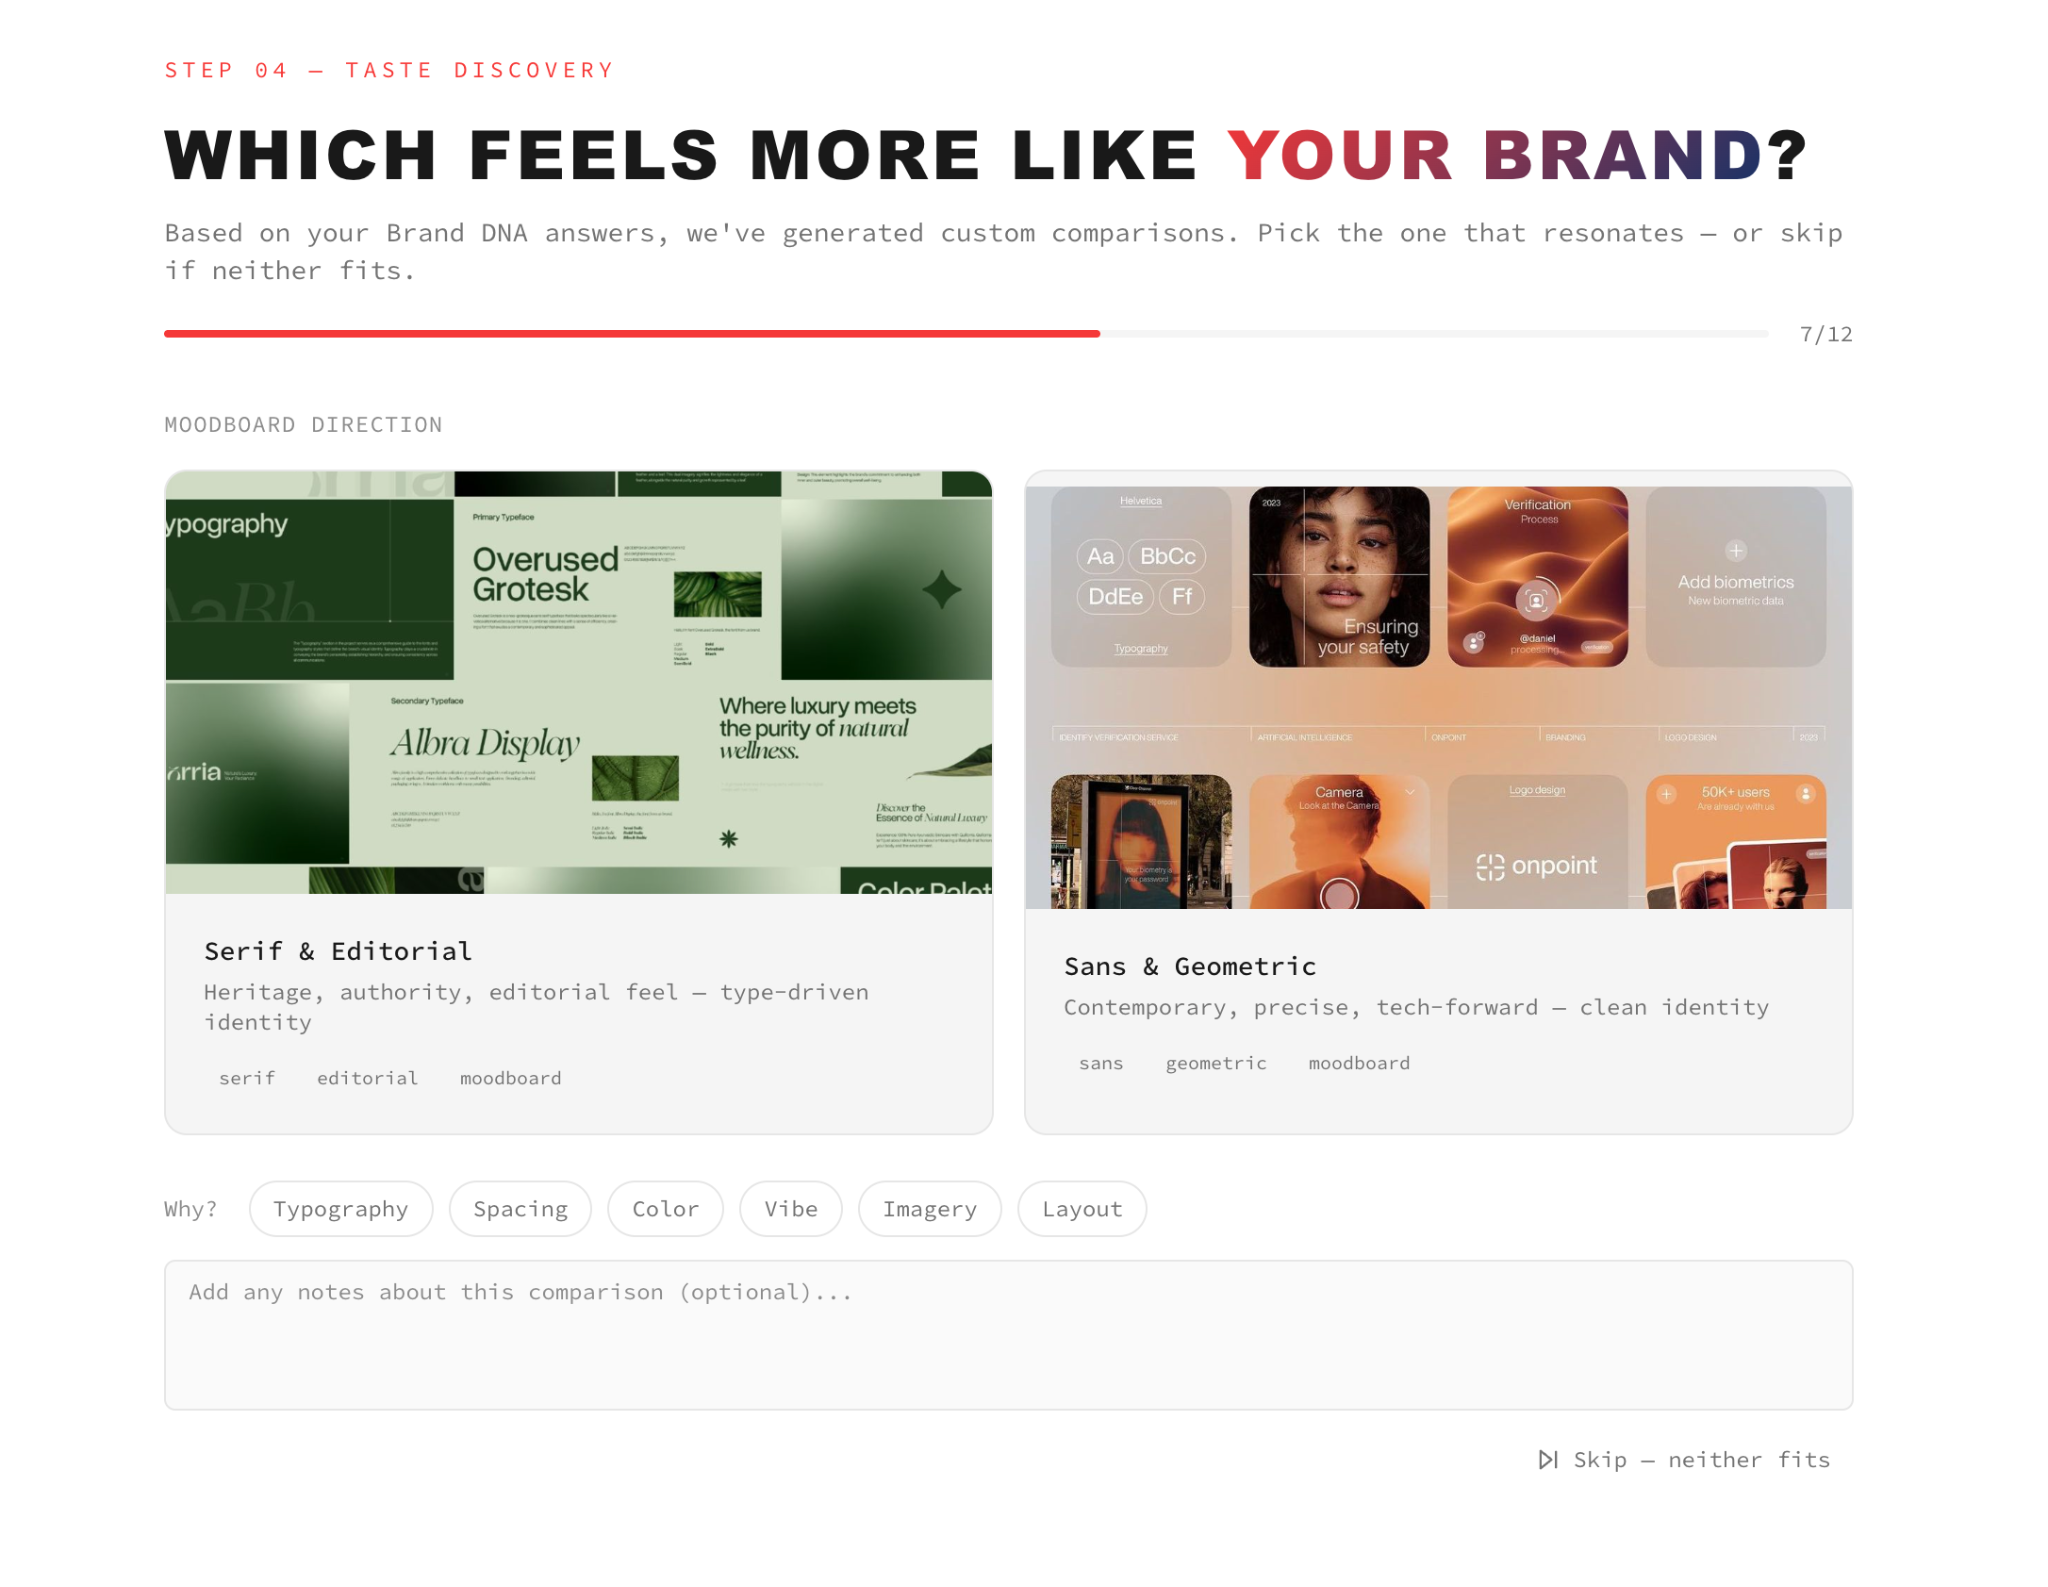 STEP 04 — TASTE DISCOVERY
WHICH FEELS MORE LIKE YOUR BRAND?
Based on your Brand DNA answers, we've generated custom comparisons. Pick the one that resonates — or skip
if neither fits.
7/12
MOODBOARD DIRECTION
ypography
AaBb
Primary Typeface
Overused
Grotesk
Secondary Typeface
Albra Display
Where luxury meets
the purity of natural
wellness.
Discover the
Essence of Natural Luxury
Color Palet
Helvetica
Aa
BbCc
DdEe
Ff
Typography
2023
Ensuring
your safety
Verification
Process
@daniel
processing...
Add biometrics
New biometric data
IDENTIFY VERIFICATION SERVICE
ARTIFICIAL INTELLIGENCE
ONPOINT
BRANDING
LOGO DESIGN
2023
Camera
Look at the Camera
Logo design
onpoint
50K+ users
Are already with us
Serif & Editorial
Heritage, authority, editorial feel — type-driven
identity
serif
editorial
moodboard
Sans & Geometric
Contemporary, precise, tech-forward — clean identity
sans
geometric
moodboard
Why?
Typography
Spacing
Color
Vibe
Imagery
Layout
Add any notes about this comparison (optional)...
Skip — neither fits